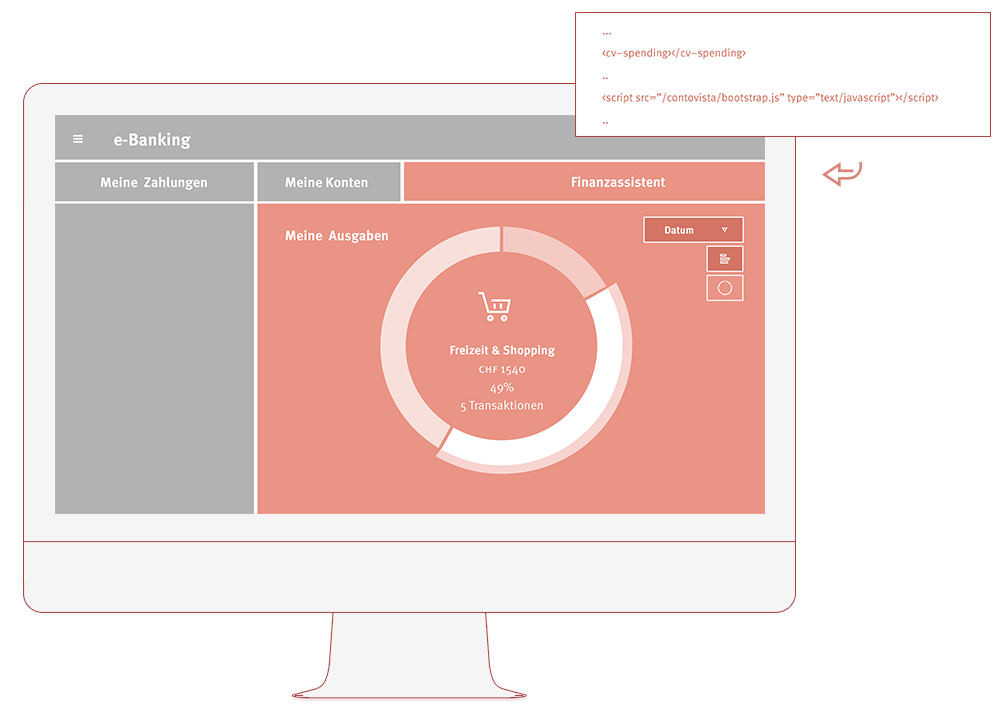 ...
<cv–spending></cv–spending>
..
<script src="/contovista/bootstrap.js" type="text/javascript"></script>
..
e-Banking
Meine Zahlungen
Meine Konten
Finanzassistent
Meine Ausgaben
Datum
Freizeit & Shopping
CHF 1540
49%
5 Transaktionen